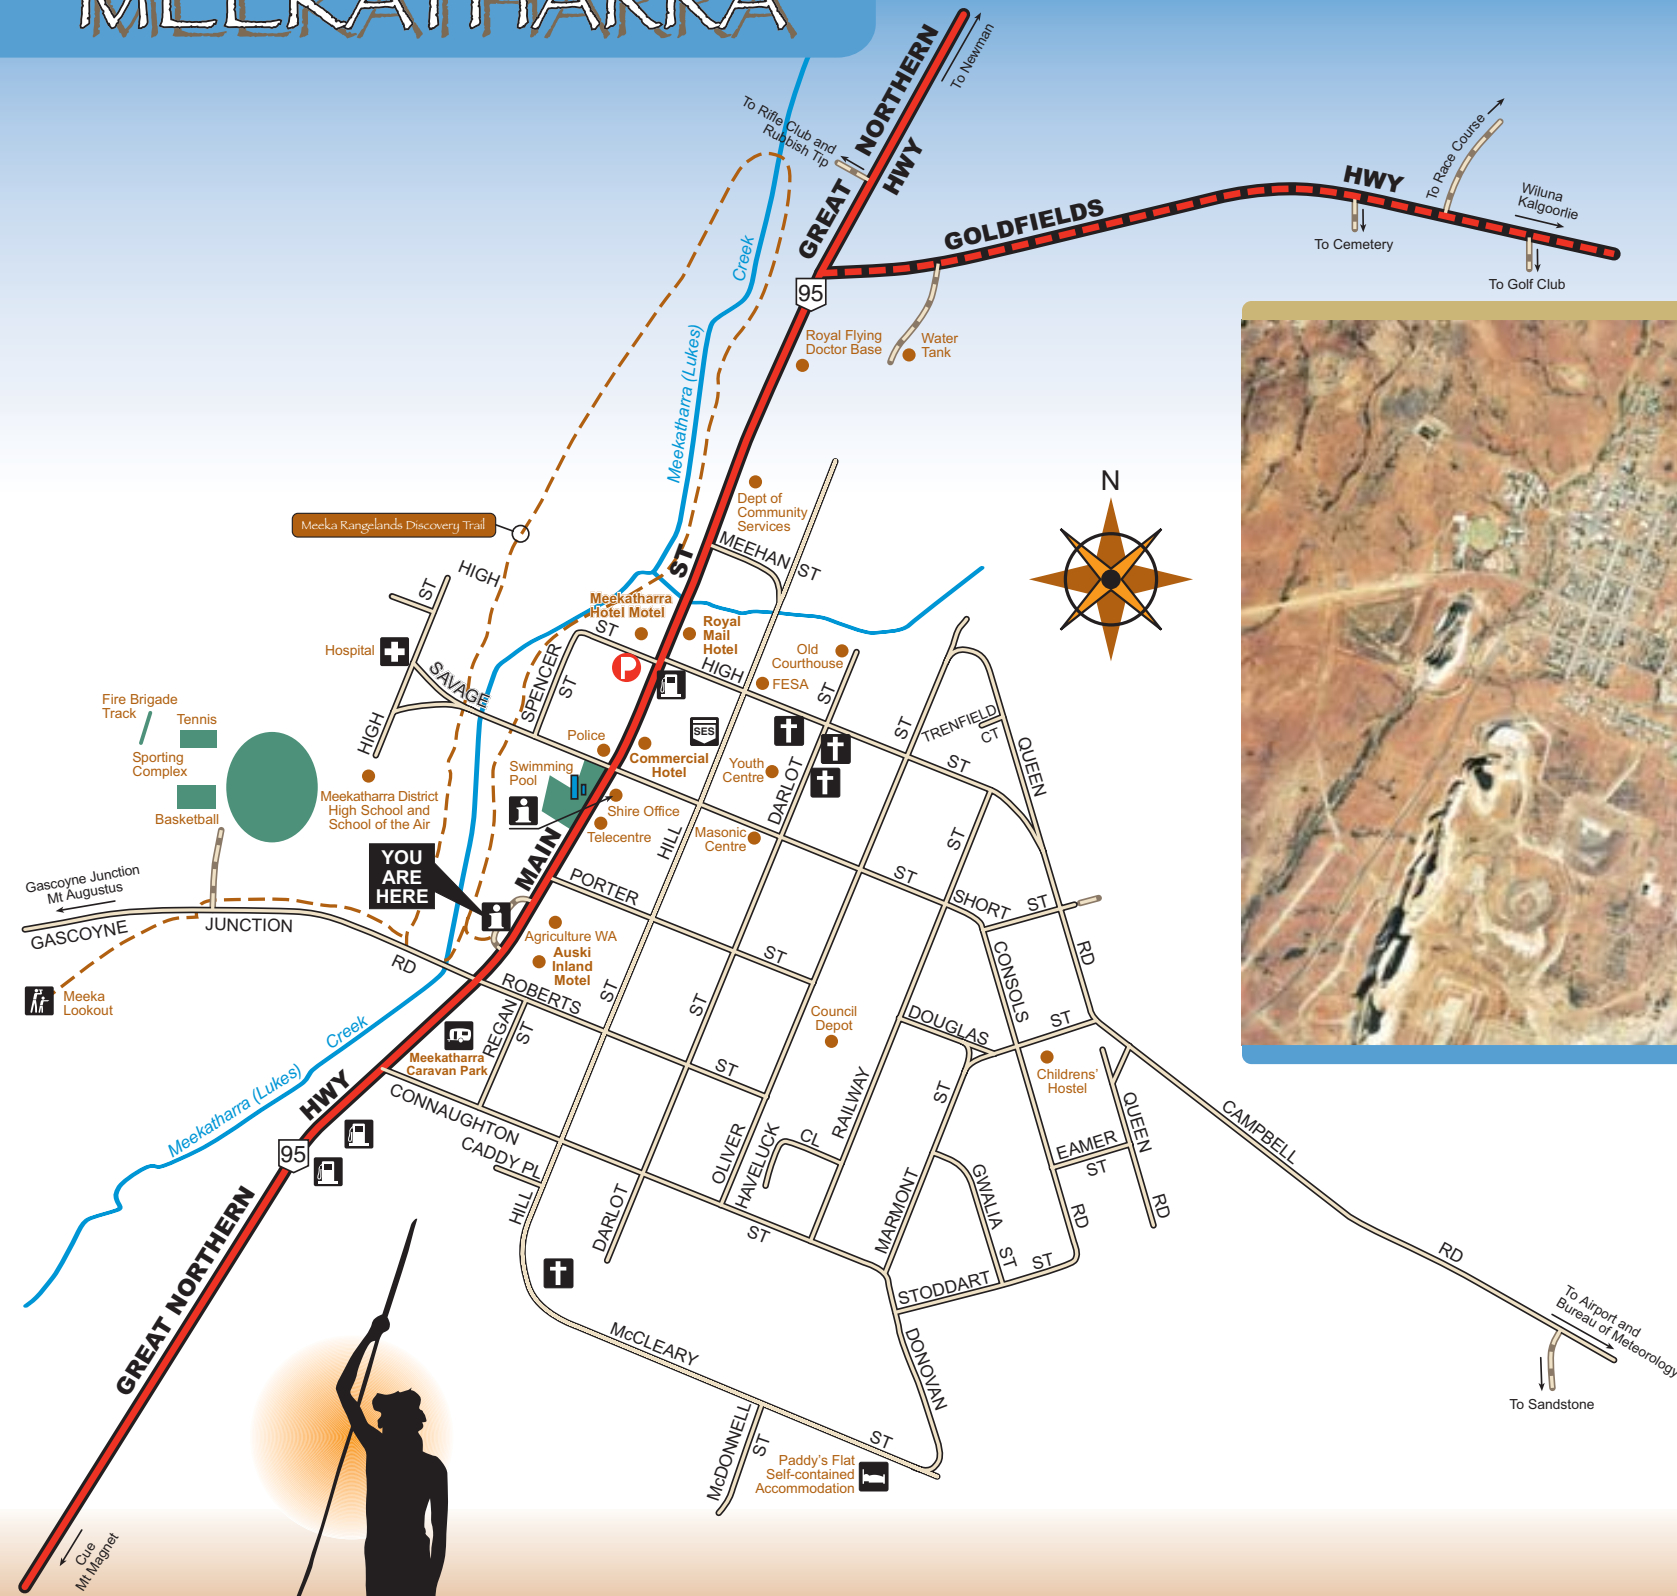 MEEKATHARRA
To Newman
GREAT NORTHERN
HWY
To Rifle Club and
Rubbish Tip
GOLDFIELDS
HWY
To Race Course
Wiluna
Kalgoorlie
To Cemetery
To Golf Club
95
Creek
Meekatharra (Lukes)
Royal Flying
Doctor Base
Water
Tank
N
Dept of
Community
Services
Meeka Rangelands Discovery Trail
MEEHAN
ST
ST
HIGH
ST
Meekatharra
Hotel Motel
Royal
Mail
Hotel
Old
Courthouse
Hospital
ST
SPENCER
ST
HIGH
FESA
ST
SAVAGE
P
HIGH
SES
ST
TRENFIELD
CT
QUEEN
Fire Brigade
Track
Tennis
Sporting
Complex
Basketball
Police
Commercial
Hotel
Youth
Centre
ST
Swimming
Pool
DARLOT
Meekatharra District
High School and
School of the Air
Shire Office
Telecentre
HILL
Masonic
Centre
ST
YOU
ARE
HERE
MAIN
PORTER
ST
SHORT
ST
Gascoyne Junction
Mt Augustus
GASCOYNE
JUNCTION
RD
Agriculture WA
Auski
Inland
Motel
ST
CONSOLS
RD
Meeka
Lookout
ROBERTS
ST
REGAN
ST
ST
Council
Depot
DOUGLAS
ST
Creek
Meekatharra (Lukes)
Meekatharra
Caravan Park
ST
Childrens'
Hostel
HWY
CONNAUGHTON
CADDY PL
ST
RAILWAY
QUEEN
CAMPBELL
95
OLIVER
HAVELUCK
CL
EAMER
ST
HILL
DARLOT
MARMONT
GWALIA
ST
RD
RD
ST
GREAT NORTHERN
STODDART
ST
RD
McCLEARY
DONOVAN
To Airport and
Bureau of Meteorology
To Sandstone
McDONNELL
ST
ST
Paddy's Flat
Self-contained
Accommodation
Cue
Mt Magnet